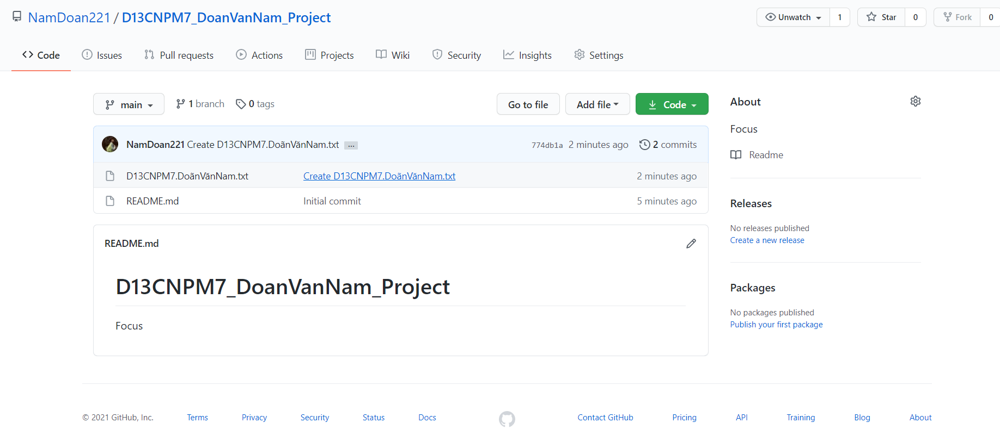 NamDoan221 / D13CNPM7_DoanVanNam_Project
Unwatch 1 Star 0 Fork 0
Code Issues Pull requests Actions Projects Wiki Security Insights Settings
main 1 branch 0 tags Go to file Add file Code
NamDoan221 Create D13CNPM7.DoãnVănNam.txt ... 774db1a 2 minutes ago 2 commits
D13CNPM7.DoãnVănNam.txt Create D13CNPM7.DoãnVănNam.txt 2 minutes ago
README.md Initial commit 5 minutes ago
README.md
D13CNPM7_DoanVanNam_Project
Focus
About
Focus
Readme
Releases
No releases published
Create a new release
Packages
No packages published
Publish your first package
© 2021 GitHub, Inc. Terms Privacy Security Status Docs Contact GitHub Pricing API Training Blog About